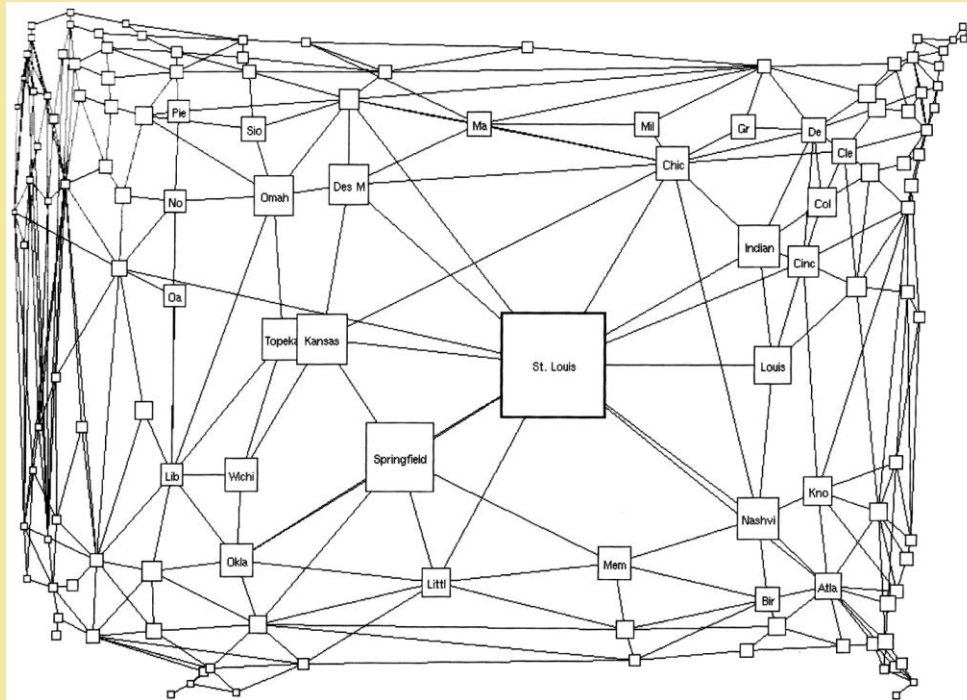 Pie
Sio
Ma
Mil
Gr
De
Cle
Chic
No
Omah
Des M
Col
Indian
Cinc
Oa
Topeka
Kansas
St. Louis
Louis
Springfield
Lib
Wichi
Kno
Nashvi
Okla
Littl
Mem
Bir
Atla